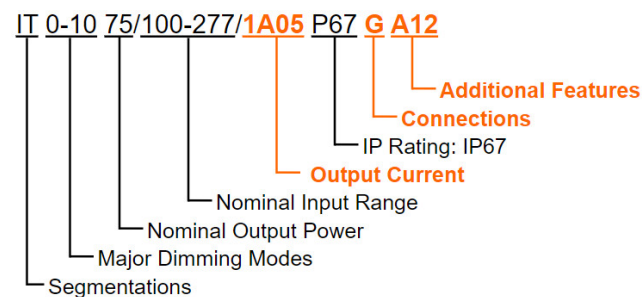 IT 0-10 75/100-277/1A05 P67 G A12
Additional Features
Connections
IP Rating: IP67
Output Current
Nominal Input Range
Nominal Output Power
Major Dimming Modes
Segmentations